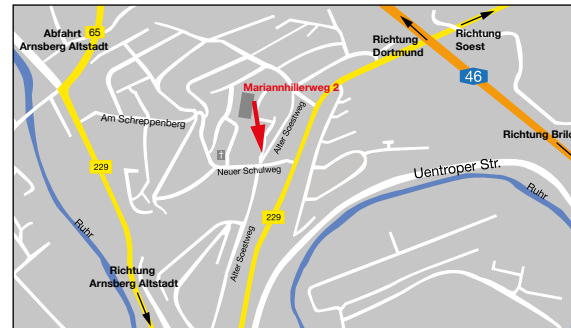 Abfahrt 65
Arnsberg Altstadt
Richtung
Dortmund
Richtung
Soest
46
Mariannhillerweg 2
Am Schreppenberg
Alter Soestweg
Richtung Brilo
Neuer Schulweg
Uentroper Str.
229
Ruhr
229
Ruhr
Alter Soestweg
Richtung
Arnsberg Altstadt